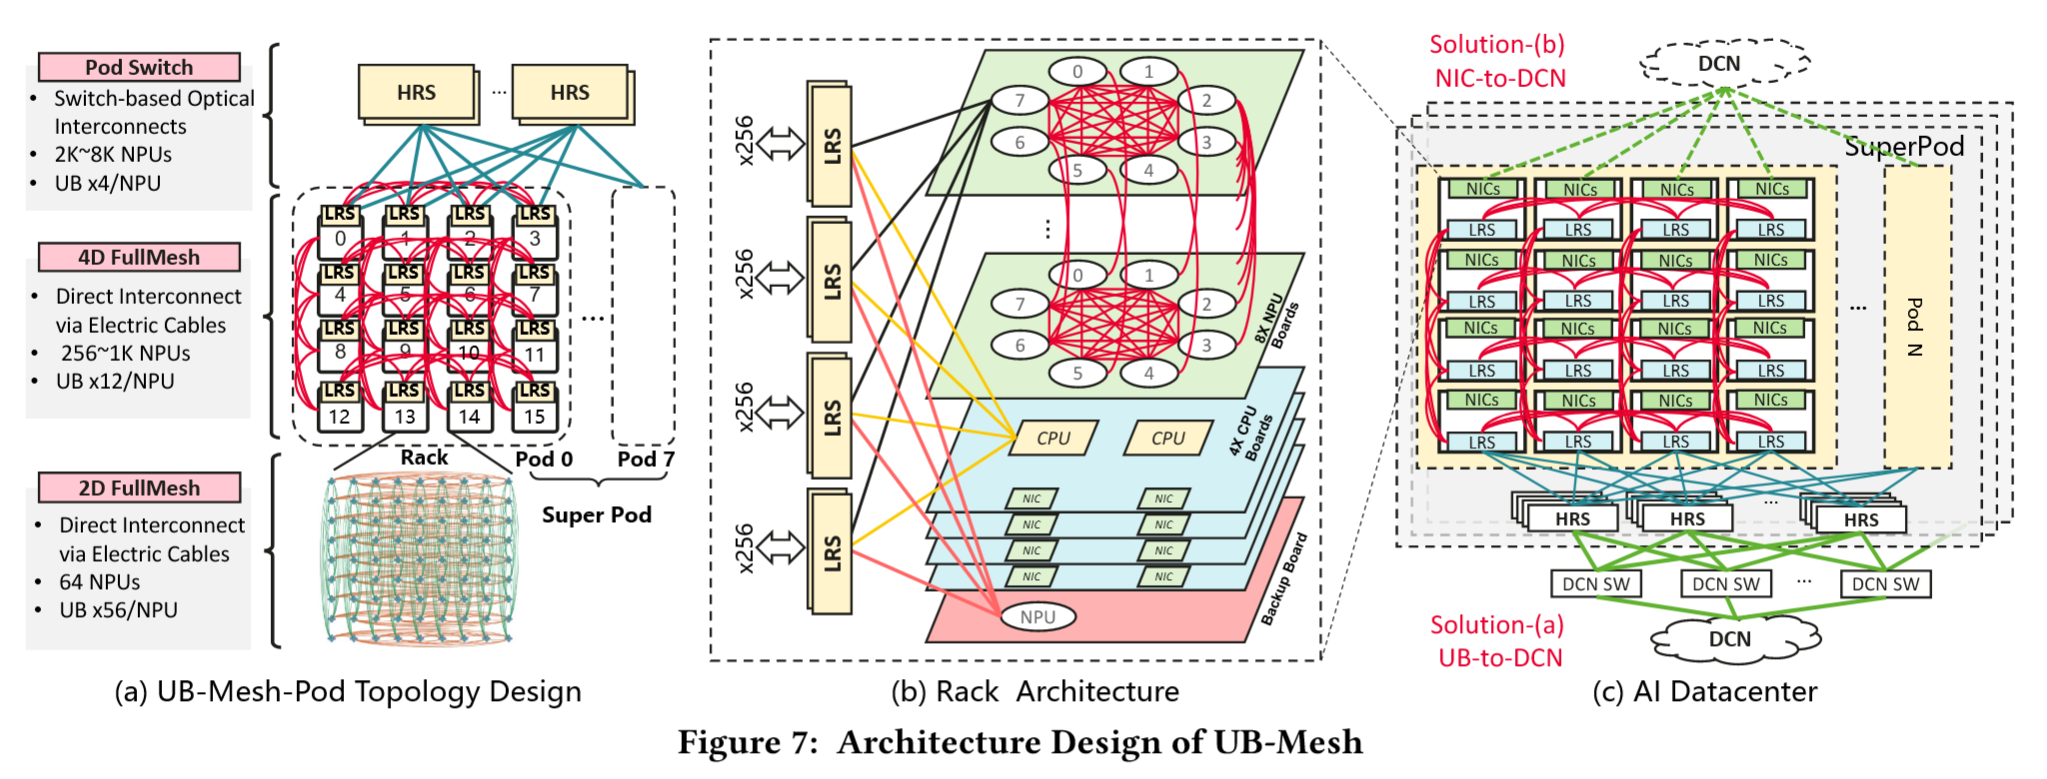 Pod Switch
• Switch-based Optical
Interconnects
• 2K~8K NPUs
• UB x4/NPU
4D FullMesh
• Direct Interconnect
via Electric Cables
• 256~1K NPUs
• UB x12/NPU
2D FullMesh
• Direct Interconnect
via Electric Cables
• 64 NPUs
• UB x56/NPU
HRS ... HRS
LRS LRS LRS LRS
0 1 2 3
LRS LRS LRS LRS
4 5 6 7
...
LRS LRS LRS LRS
8 9 10 11
LRS LRS LRS LRS
12 13 14 15
Rack Pod 0 Pod 7
Super Pod
(a) UB-Mesh-Pod Topology Design
x256 LRS
x256 LRS
x256 LRS
x256 LRS
0 1
7 2
6 3
5 4
...
0 1
7 2
6 3
5 4
8X NPU
Boards
CPU CPU
4X CPU
Boards
NIC NIC
NIC NIC
NIC NIC
NIC NIC
NPU
Backup Board
(b) Rack Architecture
Solution-(b)
NIC-to-DCN
DCN
SuperPod
NICs NICs NICs NICs
LRS LRS LRS LRS
NICs NICs NICs NICs
LRS LRS LRS LRS
NICs NICs NICs NICs
LRS LRS LRS LRS
NICs NICs NICs NICs
LRS LRS LRS LRS
...
Pod N
HRS HRS ... HRS
DCN SW DCN SW ... DCN SW
Solution-(a)
UB-to-DCN
DCN
(c) AI Datacenter
Figure 7: Architecture Design of UB-Mesh